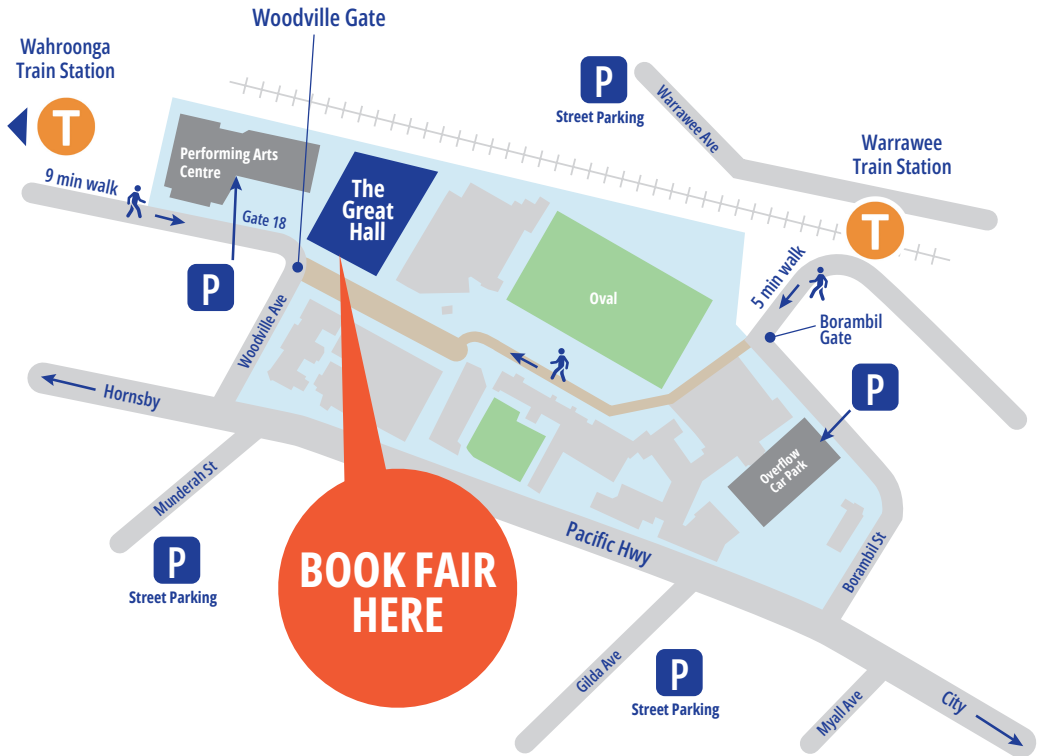 Woodville Gate
Wahroonga
Train Station
T
9 min walk
Performing Arts
Centre
Gate 18
P
The
Great
Hall
P
Street Parking
Warrawee Ave
Warrawee
Train Station
T
5 min walk
Oval
Borambil
Gate
P
Woodville Ave
Hornsby
Munderah St
P
Street Parking
BOOK FAIR
HERE
Overflow
Car Park
Pacific Hwy
Borambil St
Gilda Ave
P
Street Parking
Myall Ave
City